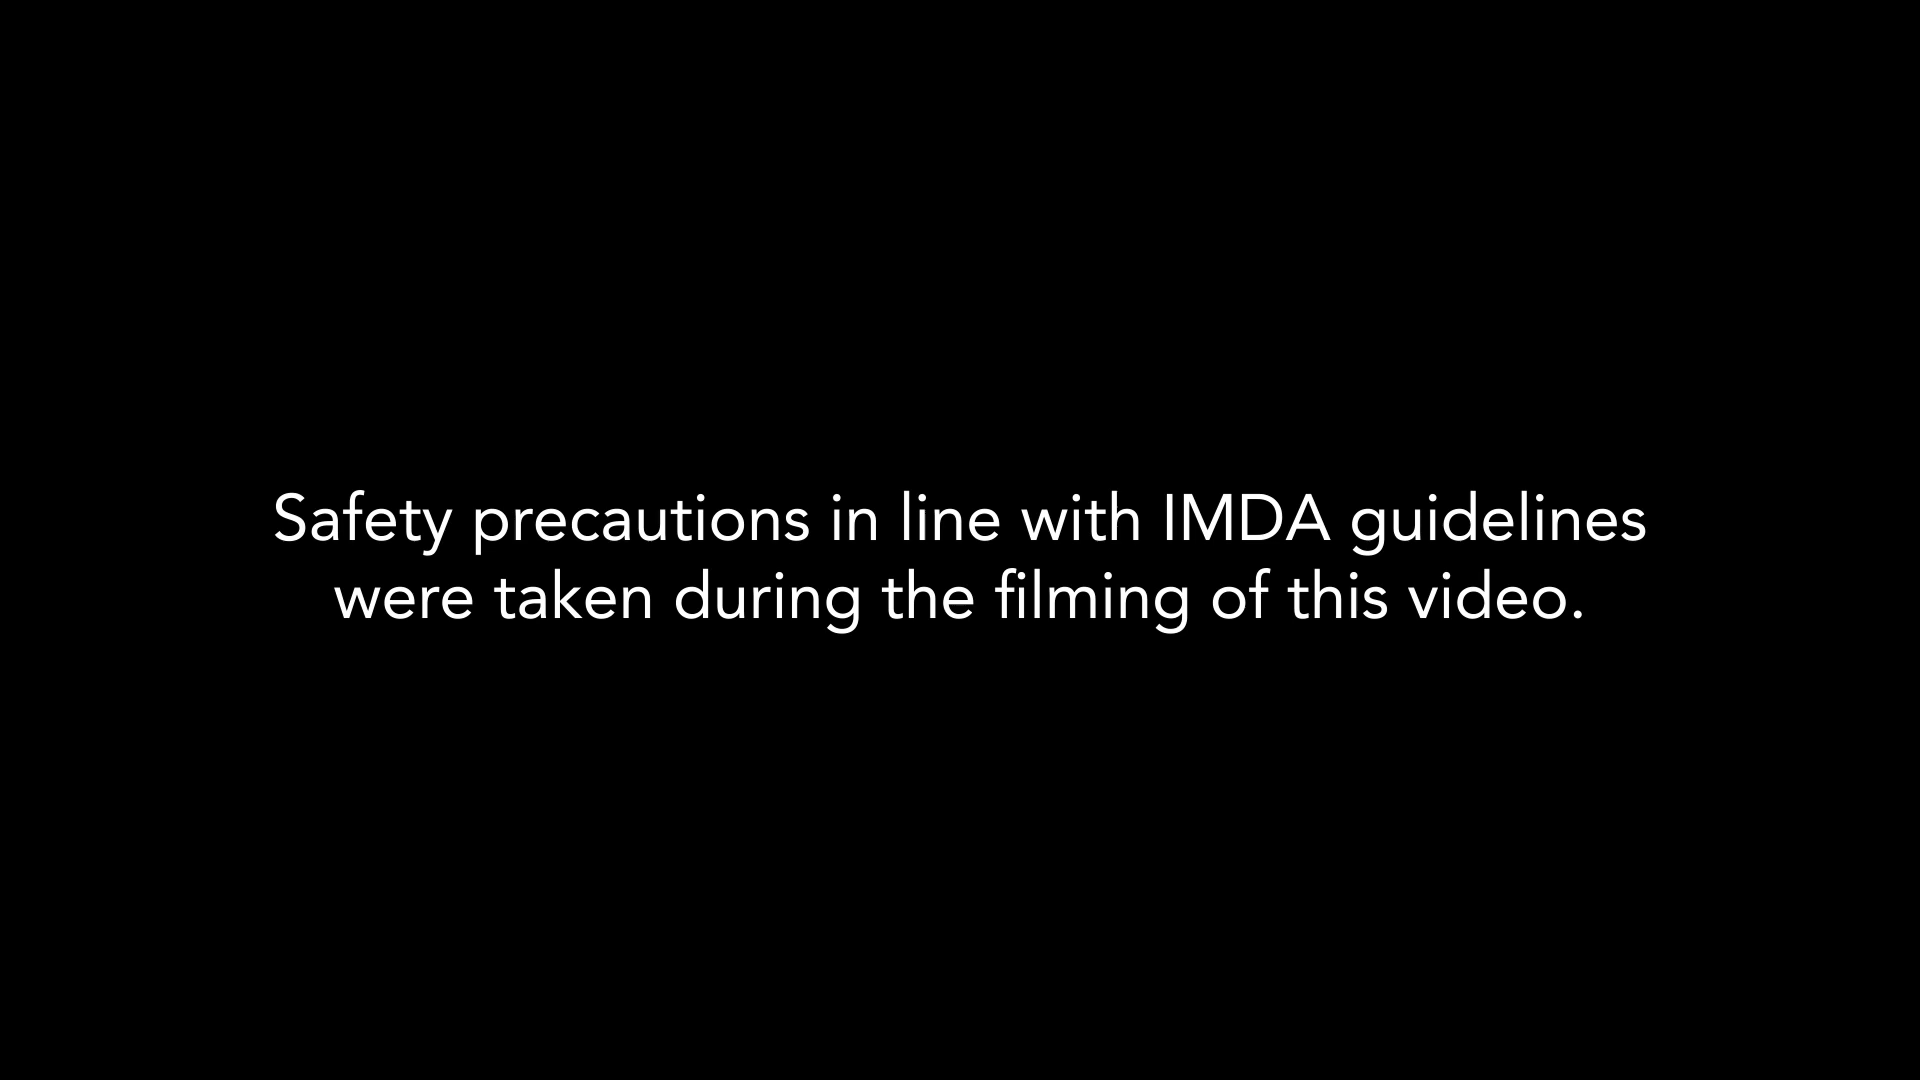 Safety precautions in line with IMDA guidelines
were taken during the filming of this video.